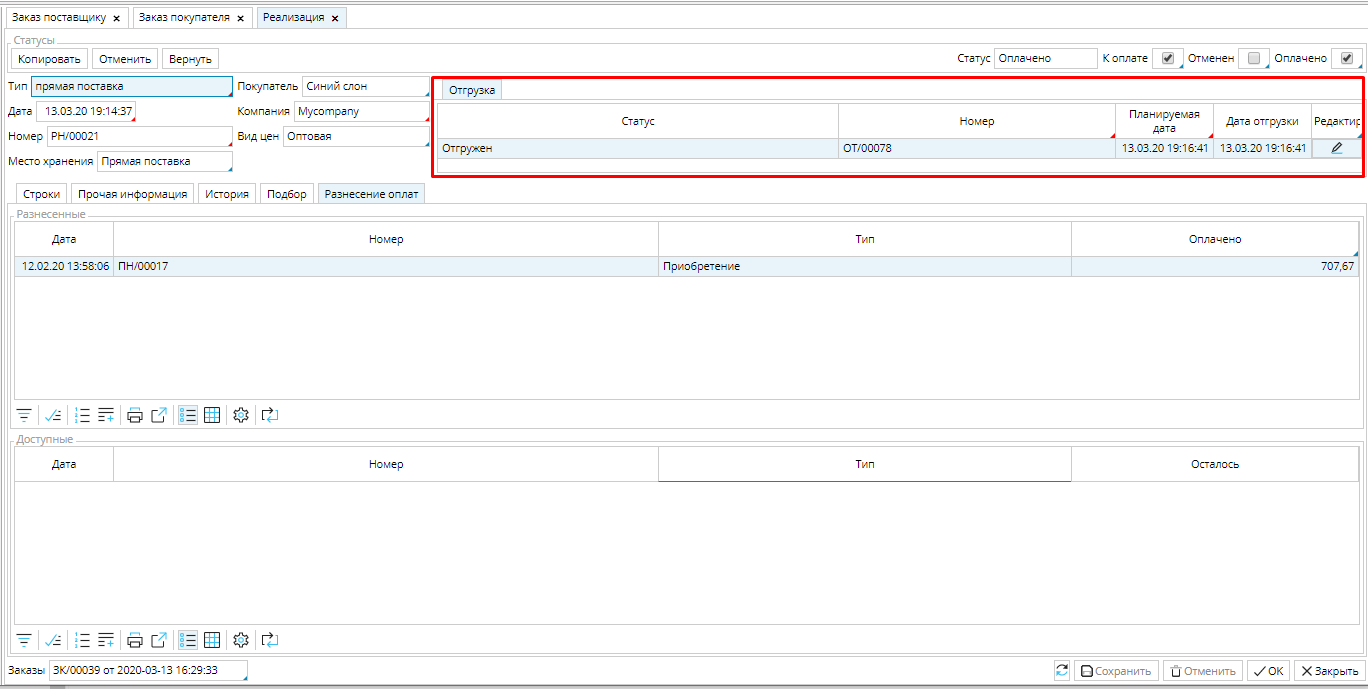 Заказ поставщику × Заказ покупателя × Реализация ×
Статусы
Копировать Отменить Вернуть Статус Оплачено К оплате Отменен Оплачено
Тип прямая поставка Покупатель Синий слон
Дата 13.03.20 19:14:37 Компания Mycompany
Номер РН/00021 Вид цен Оптовая
Место хранения Прямая поставка
Отгрузка
Статус Номер Планируемая дата Дата отгрузки Редактир
Отгружен ОТ/00078 13.03.20 19:16:41 13.03.20 19:16:41
Строки Прочая информация История Подбор Разнесение оплат
Разнесенные
Дата Номер Тип Оплачено
12.02.20 13:58:06 ПН/00017 Приобретение 707,67
Доступные
Дата Номер Тип Осталось
Заказы ЗК/00039 от 2020-03-13 16:29:33 Сохранить Отменить OK Закрыть